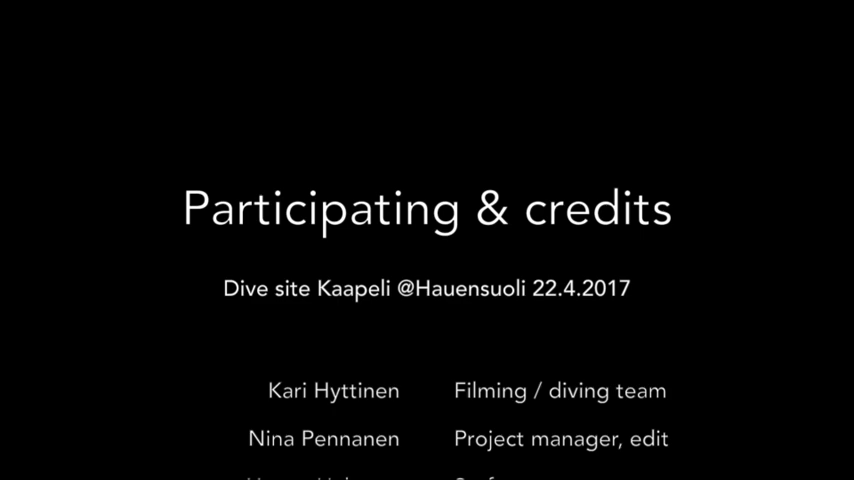 Participating & credits
Dive site Kaapeli @Hauensuoli 22.4.2017
Kari Hyttinen Filming / diving team
Nina Pennanen Project manager, edit